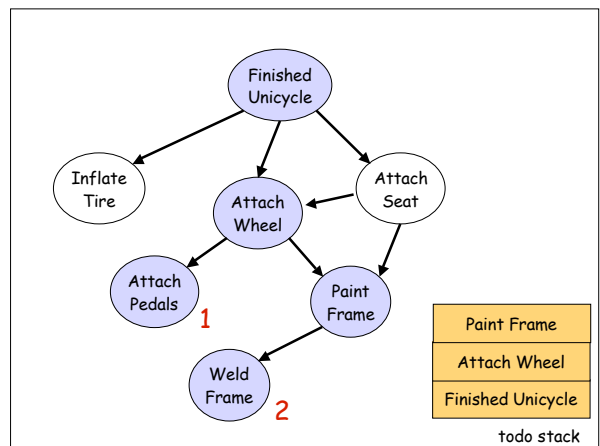 Finished
Unicycle
Inflate
Tire
Attach
Wheel
Attach
Seat
Attach
Pedals
1
Paint
Frame
Weld
Frame
2
Paint Frame
Attach Wheel
Finished Unicycle
todo stack